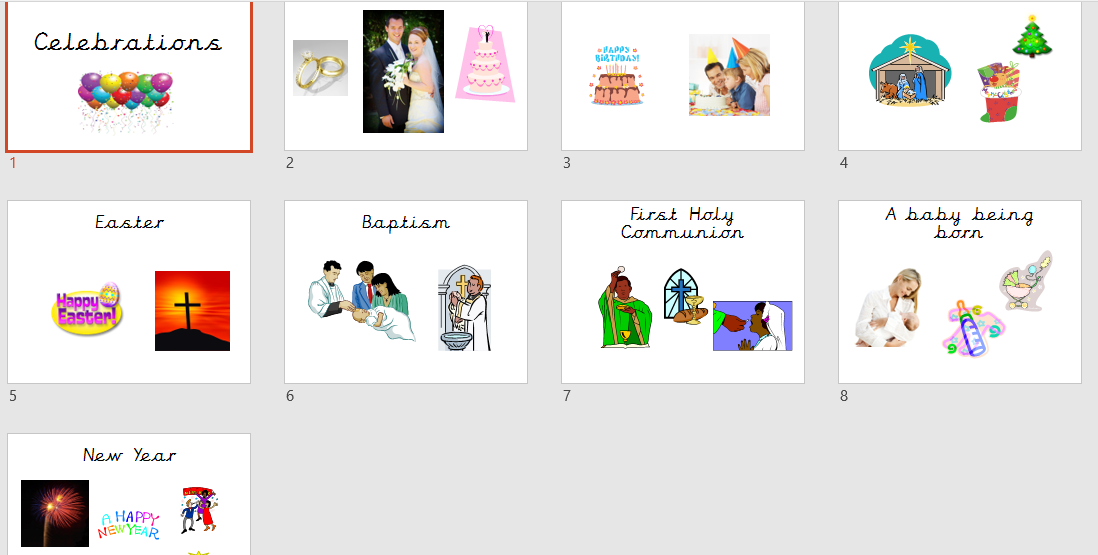 Celebrations
1
2
HAPPY
BIRTHDAY!
3
4
Easter
Happy
Easter!
5
Baptism
6
First Holy
Communion
7
A baby being
born
8
New Year
A HAPPY
NEW YEAR